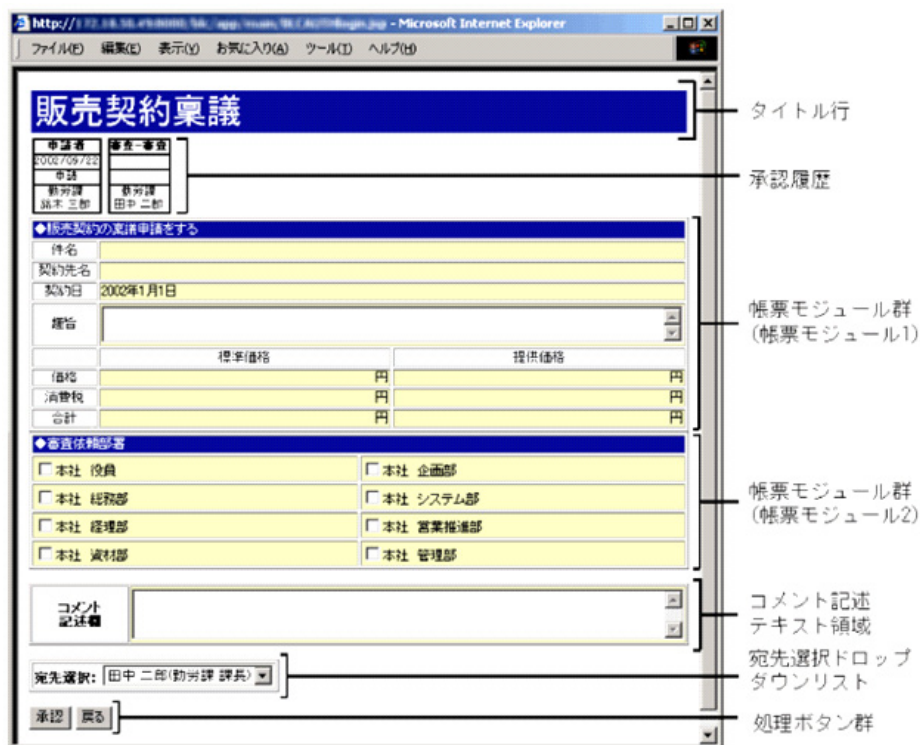 http:// - Microsoft Internet Explorer
ファイル(F) 編集(E) 表示(V) お気に入り(A) ツール(T) ヘルプ(H)
販売契約稟議
タイトル行
申請者 審査-審査
2002/09/22
申請
勤労課 勤労課
鈴木 三郎 田中 二郎
承認履歴
◆販売契約の稟議申請をする
件名
契約先名
契約日 2002年1月1日
趣旨
標準価格 提供価格
価格 円 円
消費税 円 円
合計 円 円
帳票モジュール群
(帳票モジュール1)
◆審査依頼部署
本社 役員 本社 企画部
本社 総務部 本社 システム部
本社 経理部 本社 営業推進部
本社 資材部 本社 管理部
帳票モジュール群
(帳票モジュール2)
コメント
記述欄
コメント記述
テキスト領域
宛先選択: 田中 二郎(勤労課 課長)
宛先選択ドロップ
ダウンリスト
承認 戻る
処理ボタン群